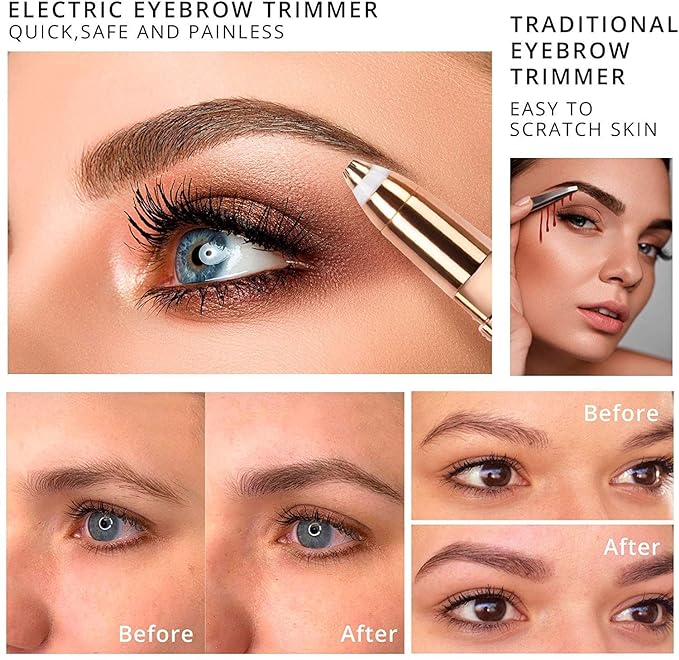 ELECTRIC EYEBROW TRIMMER
QUICK,SAFE AND PAINLESS
TRADITIONAL
EYEBROW
TRIMMER
EASY TO
SCRATCH SKIN
Before
After
Before
After